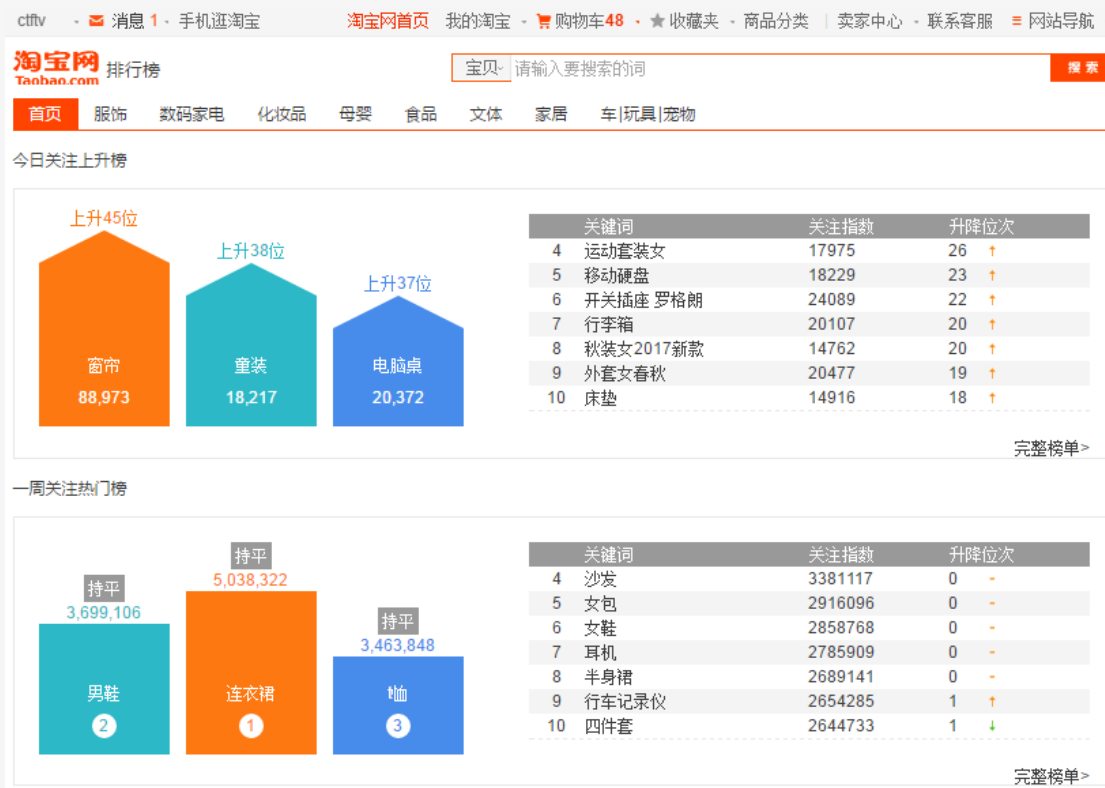 ctftv 消息 1 手机逛淘宝 淘宝网首页 我的淘宝 购物车48 收藏夹 商品分类 卖家中心 联系客服 网站导航
淘宝网
Taobao.com
排行榜
宝贝 请输入要搜索的词 搜 索
首页 服饰 数码家电 化妆品 母婴 食品 文体 家居 车|玩具|宠物
今日关注上升榜
上升45位
窗帘
88,973
上升38位
童装
18,217
上升37位
电脑桌
20,372
关键词 关注指数 升降位次
4 运动套装女 17975 26 ↑
5 移动硬盘 18229 23 ↑
6 开关插座 罗格朗 24089 22 ↑
7 行李箱 20107 20 ↑
8 秋装女2017新款 14762 20 ↑
9 外套女春秋 20477 19 ↑
10 床垫 14916 18 ↑
完整榜单>
一周关注热门榜
持平
3,699,106
男鞋
2
持平
5,038,322
连衣裙
1
持平
3,463,848
t恤
3
关键词 关注指数 升降位次
4 沙发 3381117 0 -
5 女包 2916096 0 -
6 女鞋 2858768 0 -
7 耳机 2785909 0 -
8 半身裙 2689141 0 -
9 行车记录仪 2654285 1 ↑
10 四件套 2644733 1 ↓
完整榜单>